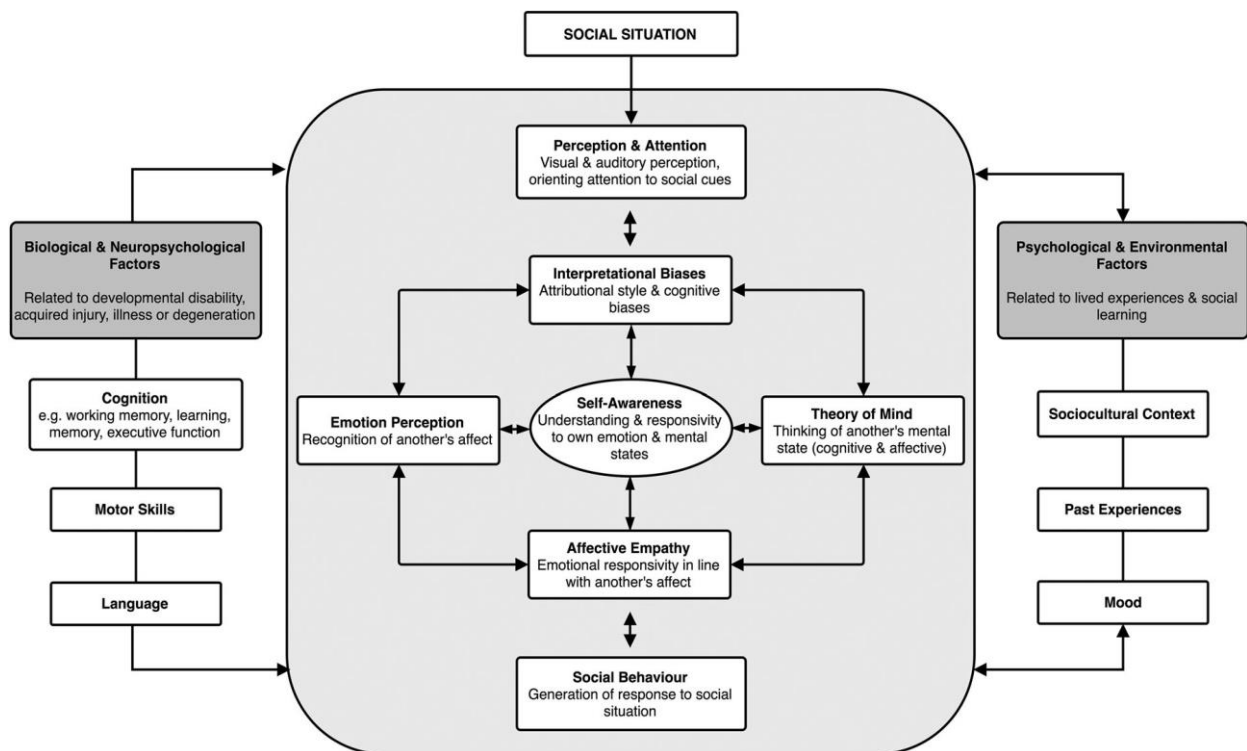 SOCIAL SITUATION
Perception & Attention
Visual & auditory perception,
orienting attention to social cues
Biological & Neuropsychological
Factors
Related to developmental disability,
acquired injury, illness or degeneration
Psychological & Environmental
Factors
Related to lived experiences & social
learning
Interpretational Biases
Attributional style & cognitive
biases
Cognition
e.g. working memory, learning,
memory, executive function
Emotion Perception
Recognition of another's affect
Self-Awareness
Understanding & responsivity
to own emotion & mental
states
Theory of Mind
Thinking of another's mental
state (cognitive & affective)
Sociocultural Context
Motor Skills
Past Experiences
Affective Empathy
Emotional responsivity in line
with another's affect
Language
Mood
Social Behaviour
Generation of response to social
situation